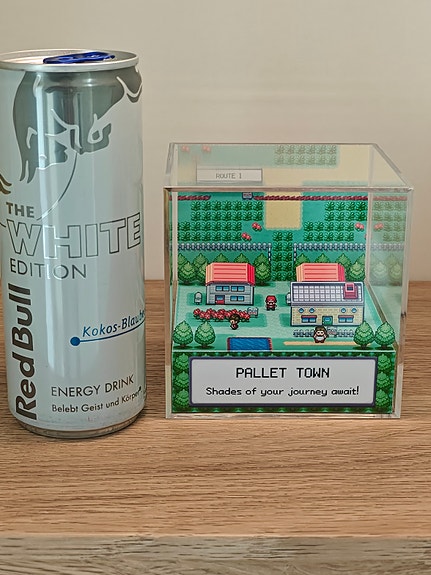 THE
WHITE
EDITION
Kokos-Blau
Red Bull
ENERGY DRINK
Belebt Geist und Körper
ROUTE 1
PALLET TOWN
Shades of your journey await!